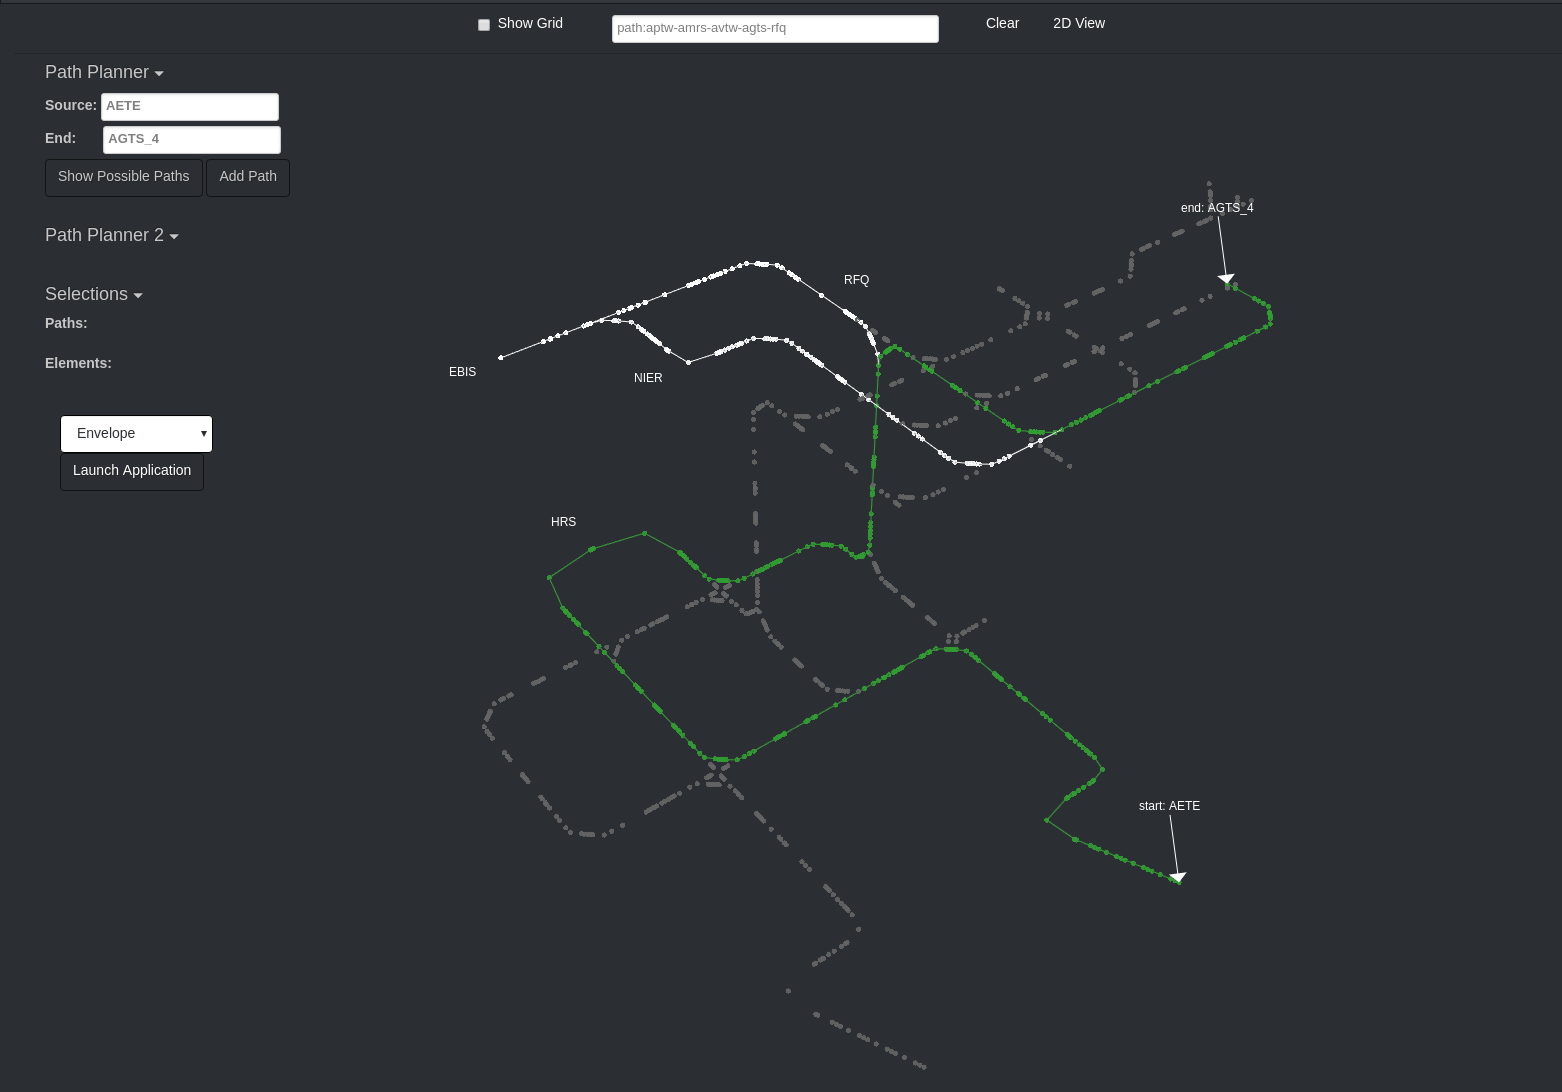 Show Grid
path:aptw-amrs-avtw-agts-rfq
Clear
2D View
Path Planner
Source: AETE
End: AGTS_4
Show Possible Paths
Add Path
Path Planner 2
Selections
Paths:
Elements:
Envelope
Launch Application
end: AGTS_4
RFQ
EBIS
NIER
HRS
start: AETE